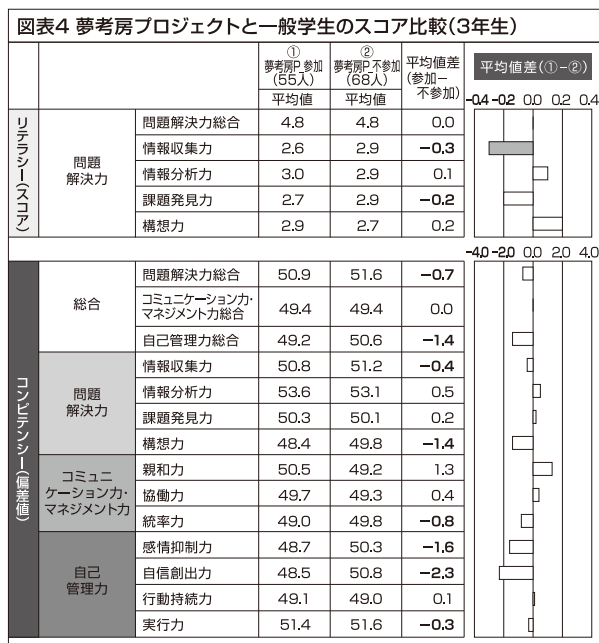 図表4 夢考房プロジェクトと一般学生のスコア比較(3年生)
① 夢考房P_参加 (55人) ② 夢考房P_不参加 (68人) 平均値差 (参加－不参加) 平均値差(①－②)
平均値 平均値 -0.4 -0.2 0.0 0.2 0.4
リテラシー(スコア)
問題解決力
問題解決力総合 4.8 4.8 0.0
情報収集力 2.6 2.9 −0.3
情報分析力 3.0 2.9 0.1
課題発見力 2.7 2.9 −0.2
構想力 2.9 2.7 0.2
-4.0 -2.0 0.0 2.0 4.0
コンピテンシー(偏差値)
総合
問題解決力総合 50.9 51.6 −0.7
コミュニケーション力・マネジメント力総合 49.4 49.4 0.0
自己管理力総合 49.2 50.6 −1.4
問題解決力
情報収集力 50.8 51.2 −0.4
情報分析力 53.6 53.1 0.5
課題発見力 50.3 50.1 0.2
構想力 48.4 49.8 −1.4
コミュニケーション力・マネジメント力
親和力 50.5 49.2 1.3
協働力 49.7 49.3 0.4
統率力 49.0 49.8 −0.8
自己管理力
感情抑制力 48.7 50.3 −1.6
自信創出力 48.5 50.8 −2.3
行動持続力 49.1 49.0 0.1
実行力 51.4 51.6 −0.3